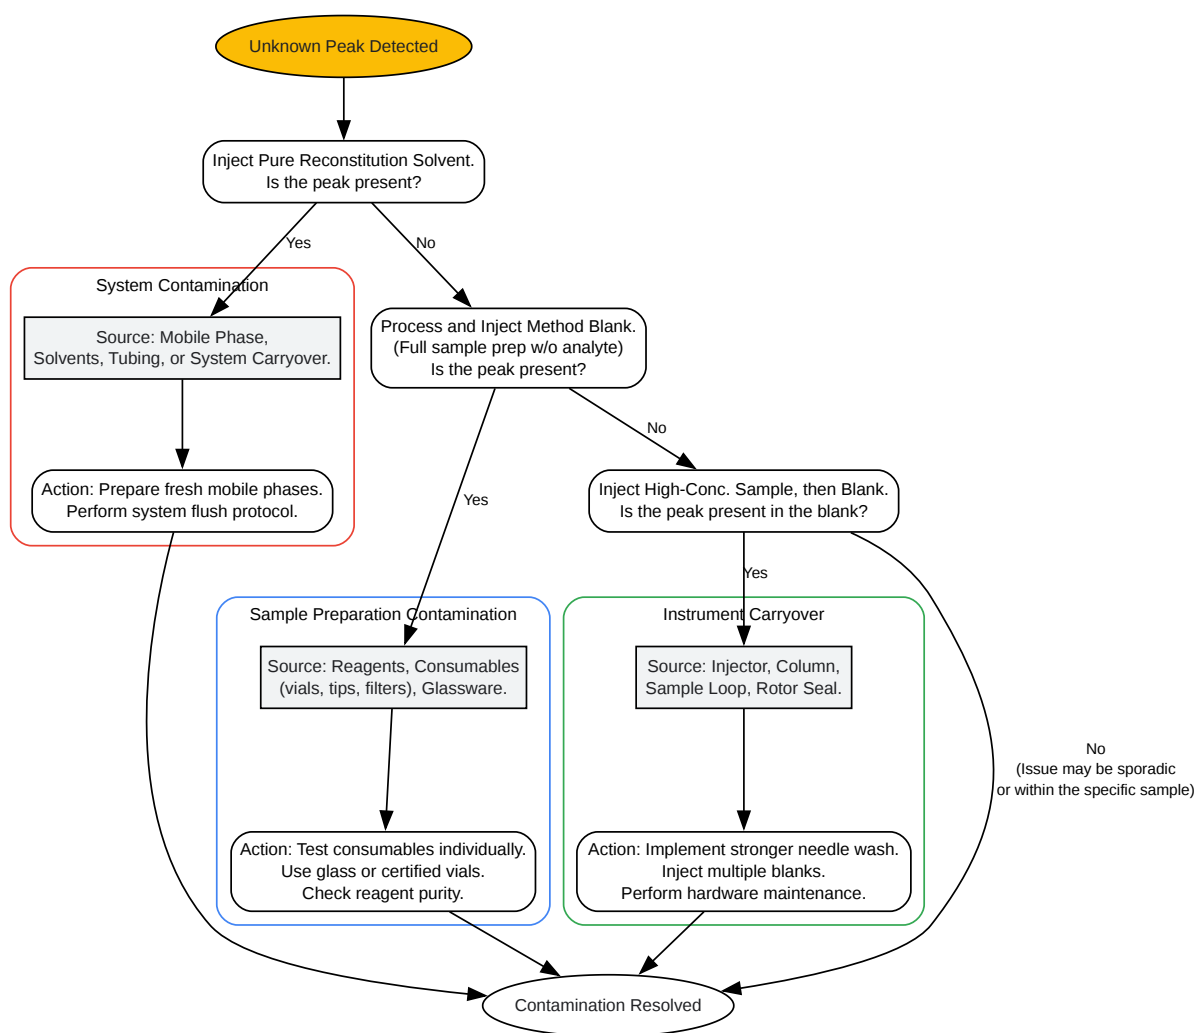 Unknown Peak Detected
Inject Pure Reconstitution Solvent.
Is the peak present?
Yes
No
System Contamination
Source: Mobile Phase,
Solvents, Tubing, or System Carryover.
Process and Inject Method Blank.
(Full sample prep w/o analyte)
Is the peak present?
No
Yes
Action: Prepare fresh mobile phases.
Perform system flush protocol.
Inject High-Conc. Sample, then Blank.
Is the peak present in the blank?
Yes
Sample Preparation Contamination
Source: Reagents, Consumables
(vials, tips, filters), Glassware.
Instrument Carryover
Source: Injector, Column,
Sample Loop, Rotor Seal.
No
(Issue may be sporadic
or within the specific sample)
Action: Test consumables individually.
Use glass or certified vials.
Check reagent purity.
Action: Implement stronger needle wash.
Inject multiple blanks.
Perform hardware maintenance.
Contamination Resolved